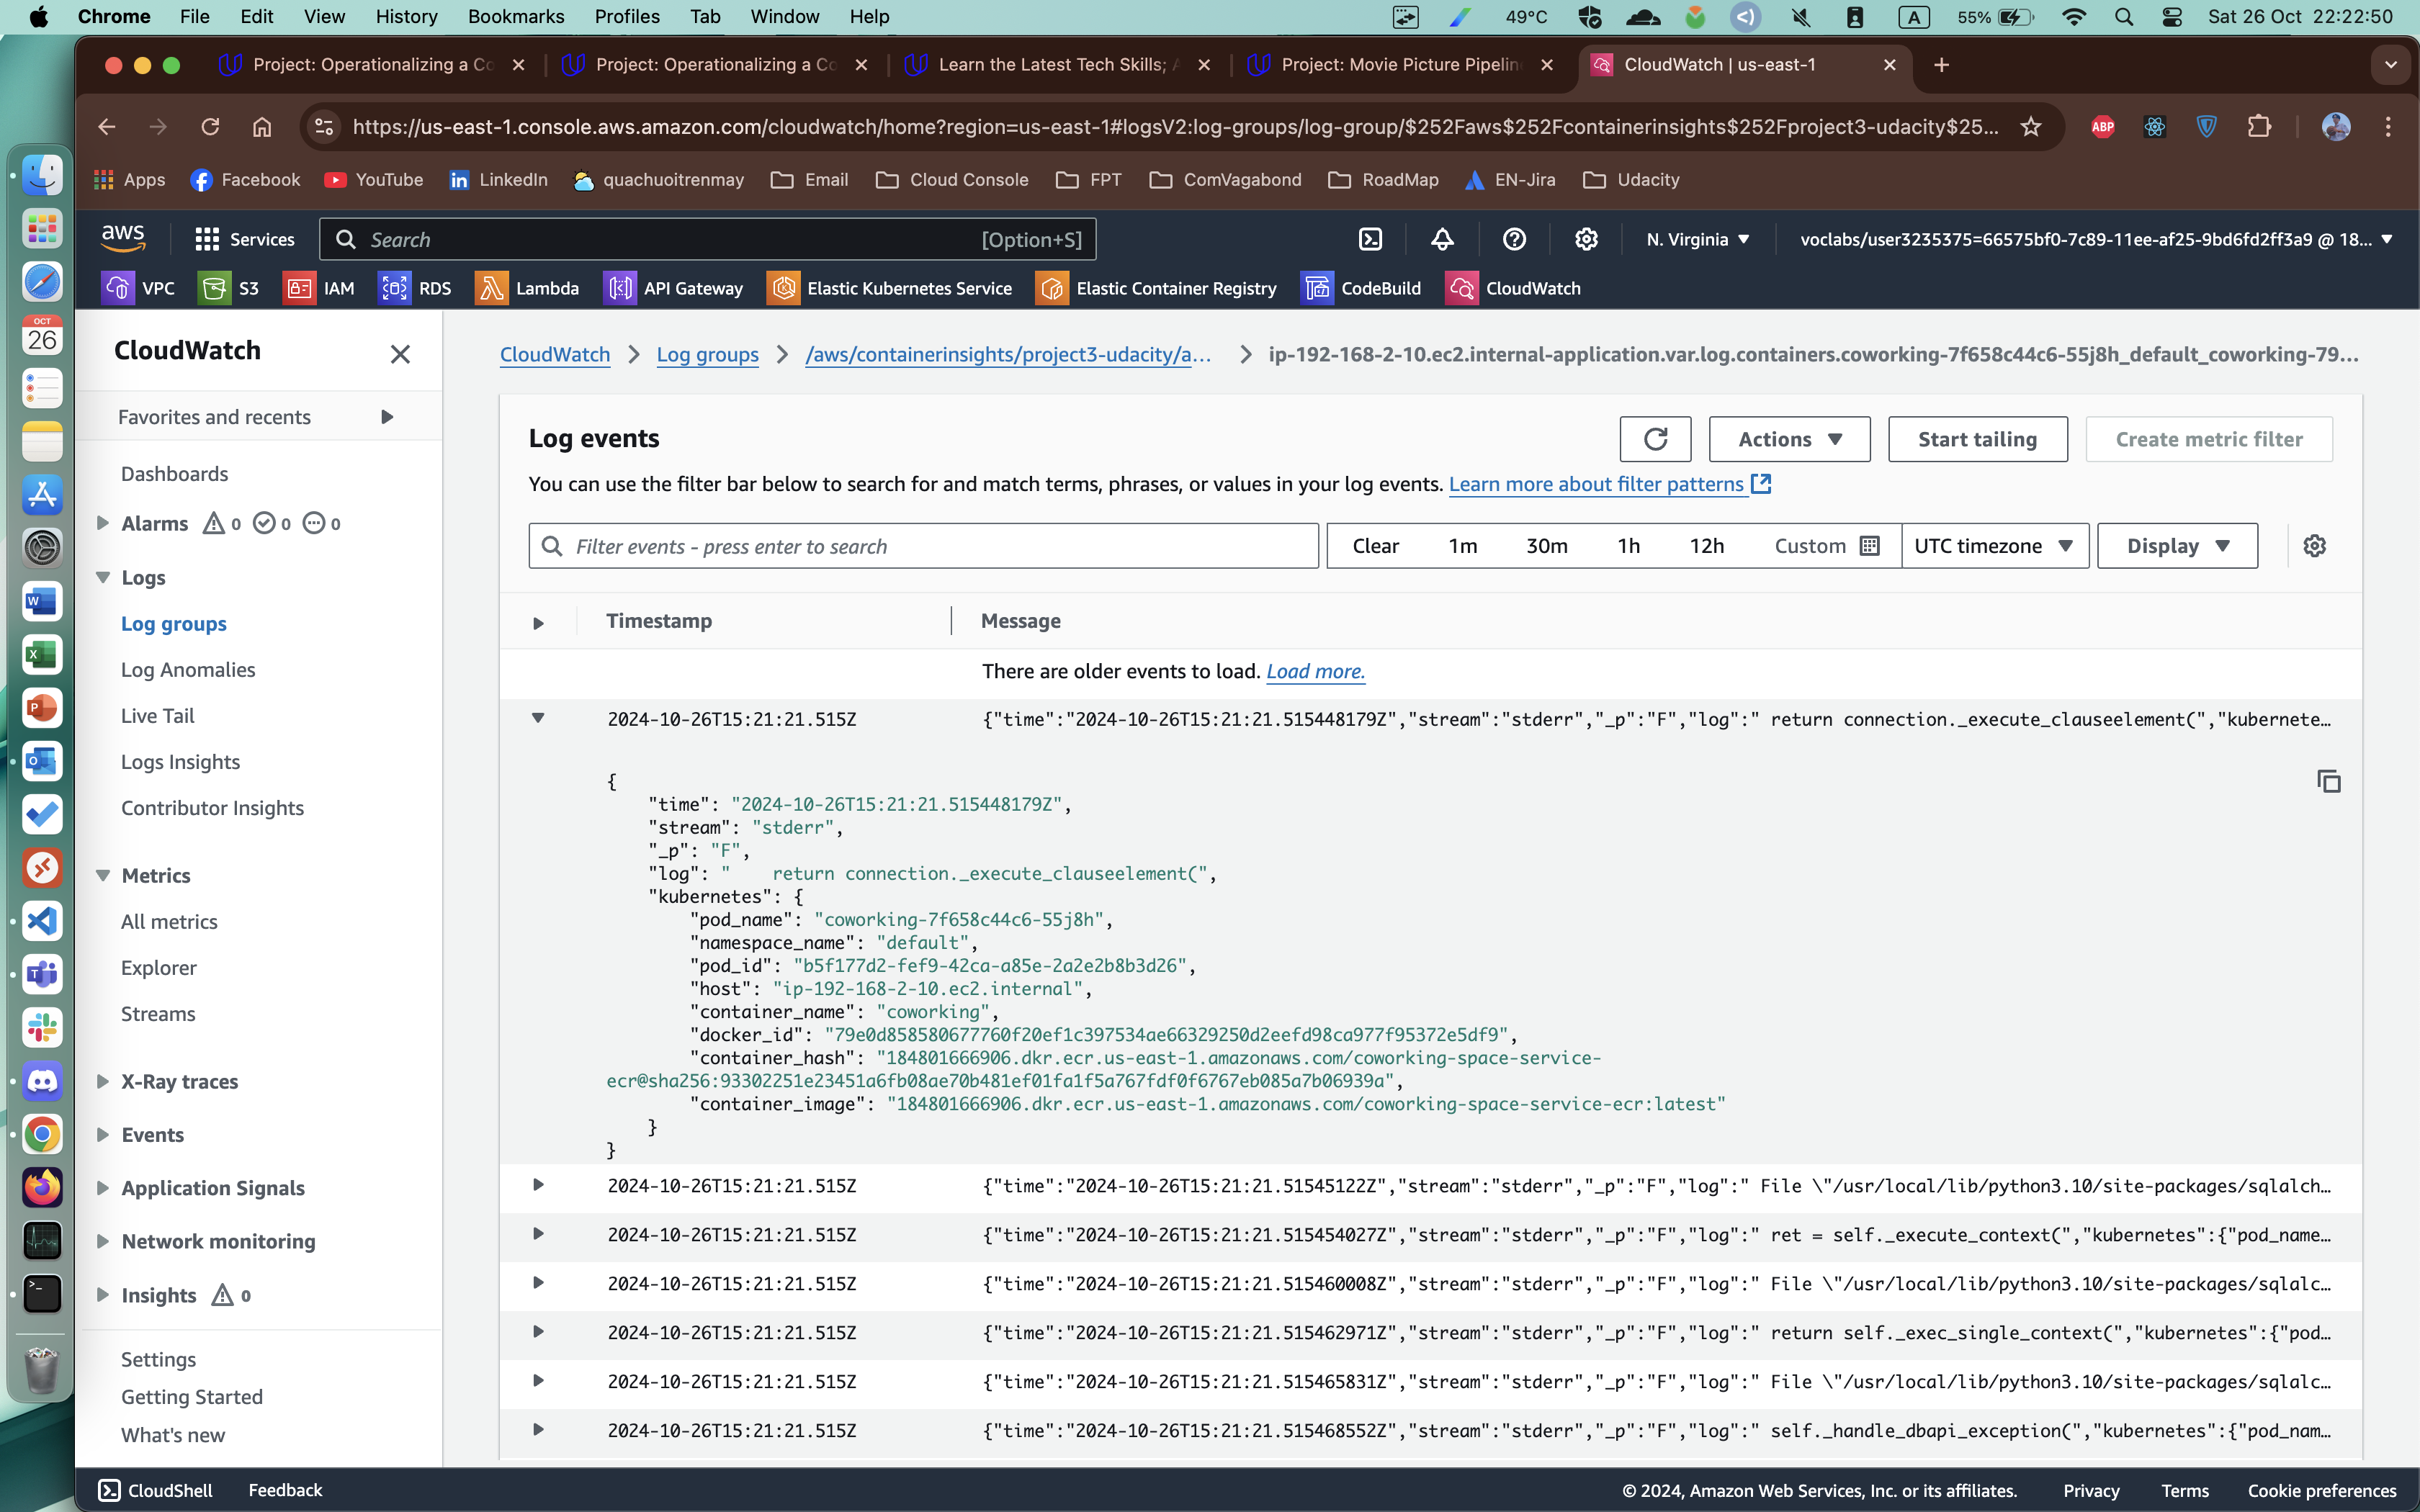 Chrome File Edit View History Bookmarks Profiles Tab Window Help 49°C A 55% Sat 26 Oct 22:22:50
Project: Operationalizing a Co Project: Operationalizing a Co Learn the Latest Tech Skills; A Project: Movie Picture Pipelin CloudWatch | us-east-1
https://us-east-1.console.aws.amazon.com/cloudwatch/home?region=us-east-1#logsV2:log-groups/log-group/$252Faws$252Fcontainerinsights$252Fproject3-udacity$25... ABP
Apps Facebook YouTube LinkedIn quachuoitrenmay Email Cloud Console FPT ComVagabond RoadMap EN-Jira Udacity
aws Services Search [Option+S] N. Virginia voclabs/user3235375=66575bf0-7c89-11ee-af25-9bd6fd2ff3a9 @ 18...
VPC S3 IAM RDS Lambda API Gateway Elastic Kubernetes Service Elastic Container Registry CodeBuild CloudWatch
OCT
26
CloudWatch
Favorites and recents
Dashboards
Alarms 0 0 0
Logs
Log groups
Log Anomalies
Live Tail
Logs Insights
Contributor Insights
Metrics
All metrics
Explorer
Streams
X-Ray traces
Events
Application Signals
Network monitoring
Insights 0
Settings
Getting Started
What's new
CloudWatch > Log groups > /aws/containerinsights/project3-udacity/a... > ip-192-168-2-10.ec2.internal-application.var.log.containers.coworking-7f658c44c6-55j8h_default_coworking-79...
Log events
Actions Start tailing Create metric filter
You can use the filter bar below to search for and match terms, phrases, or values in your log events. Learn more about filter patterns
Filter events - press enter to search Clear 1m 30m 1h 12h Custom UTC timezone Display
Timestamp Message
There are older events to load. Load more.
2024-10-26T15:21:21.515Z {"time":"2024-10-26T15:21:21.515448179Z","stream":"stderr","_p":"F","log":" return connection._execute_clauseelement(","kubernete...
{
"time": "2024-10-26T15:21:21.515448179Z",
"stream": "stderr",
"_p": "F",
"log": "    return connection._execute_clauseelement(",
"kubernetes": {
"pod_name": "coworking-7f658c44c6-55j8h",
"namespace_name": "default",
"pod_id": "b5f177d2-fef9-42ca-a85e-2a2e2b8b3d26",
"host": "ip-192-168-2-10.ec2.internal",
"container_name": "coworking",
"docker_id": "79e0d858580677760f20ef1c397534ae66329250d2eefd98ca977f95372e5df9",
"container_hash": "184801666906.dkr.ecr.us-east-1.amazonaws.com/coworking-space-service-
ecr@sha256:93302251e23451a6fb08ae70b481ef01fa1f5a767fdf0f6767eb085a7b06939a",
"container_image": "184801666906.dkr.ecr.us-east-1.amazonaws.com/coworking-space-service-ecr:latest"
}
}
2024-10-26T15:21:21.515Z {"time":"2024-10-26T15:21:21.51545122Z","stream":"stderr","_p":"F","log":" File \"/usr/local/lib/python3.10/site-packages/sqlalch...
2024-10-26T15:21:21.515Z {"time":"2024-10-26T15:21:21.515454027Z","stream":"stderr","_p":"F","log":" ret = self._execute_context(","kubernetes":{"pod_name...
2024-10-26T15:21:21.515Z {"time":"2024-10-26T15:21:21.515460008Z","stream":"stderr","_p":"F","log":" File \"/usr/local/lib/python3.10/site-packages/sqlalc...
2024-10-26T15:21:21.515Z {"time":"2024-10-26T15:21:21.515462971Z","stream":"stderr","_p":"F","log":" return self._exec_single_context(","kubernetes":{"pod...
2024-10-26T15:21:21.515Z {"time":"2024-10-26T15:21:21.515465831Z","stream":"stderr","_p":"F","log":" File \"/usr/local/lib/python3.10/site-packages/sqlalc...
2024-10-26T15:21:21.515Z {"time":"2024-10-26T15:21:21.515468552Z","stream":"stderr","_p":"F","log":" self._handle_dbapi_exception(","kubernetes":{"pod_nam...
CloudShell Feedback © 2024, Amazon Web Services, Inc. or its affiliates. Privacy Terms Cookie preferences